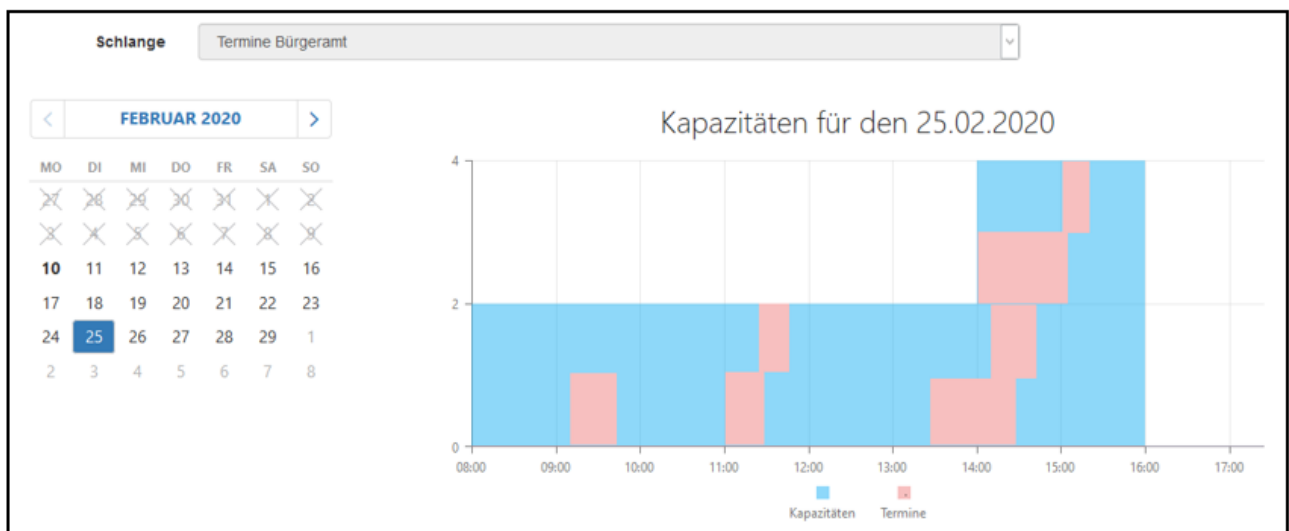 Schlange Termine Bürgeramt
FEBRUAR 2020
MO DI MI DO FR SA SO
27 28 29 30 31 1 2
3 4 5 6 7 8 9
10 11 12 13 14 15 16
17 18 19 20 21 22 23
24 25 26 27 28 29 1
2 3 4 5 6 7 8
Kapazitäten für den 25.02.2020
4
2
0
08:00 09:00 10:00 11:00 12:00 13:00 14:00 15:00 16:00 17:00
Kapazitäten Termine